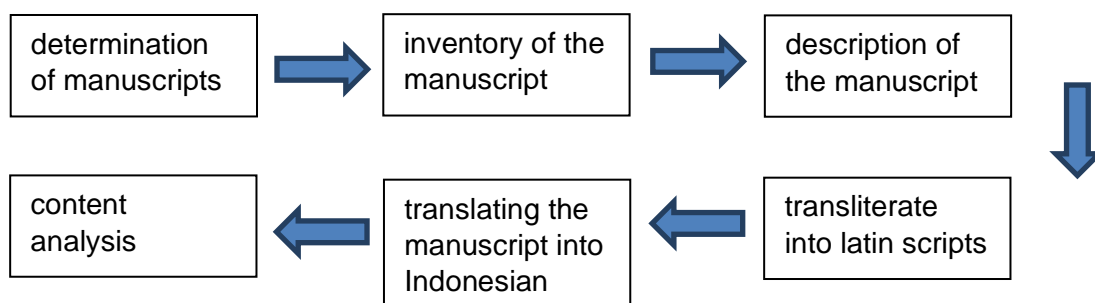 determination
of manuscripts
inventory of the
manuscript
description of
the manuscript
transliterate
into latin scripts
translating the
manuscript into
Indonesian
content
analysis